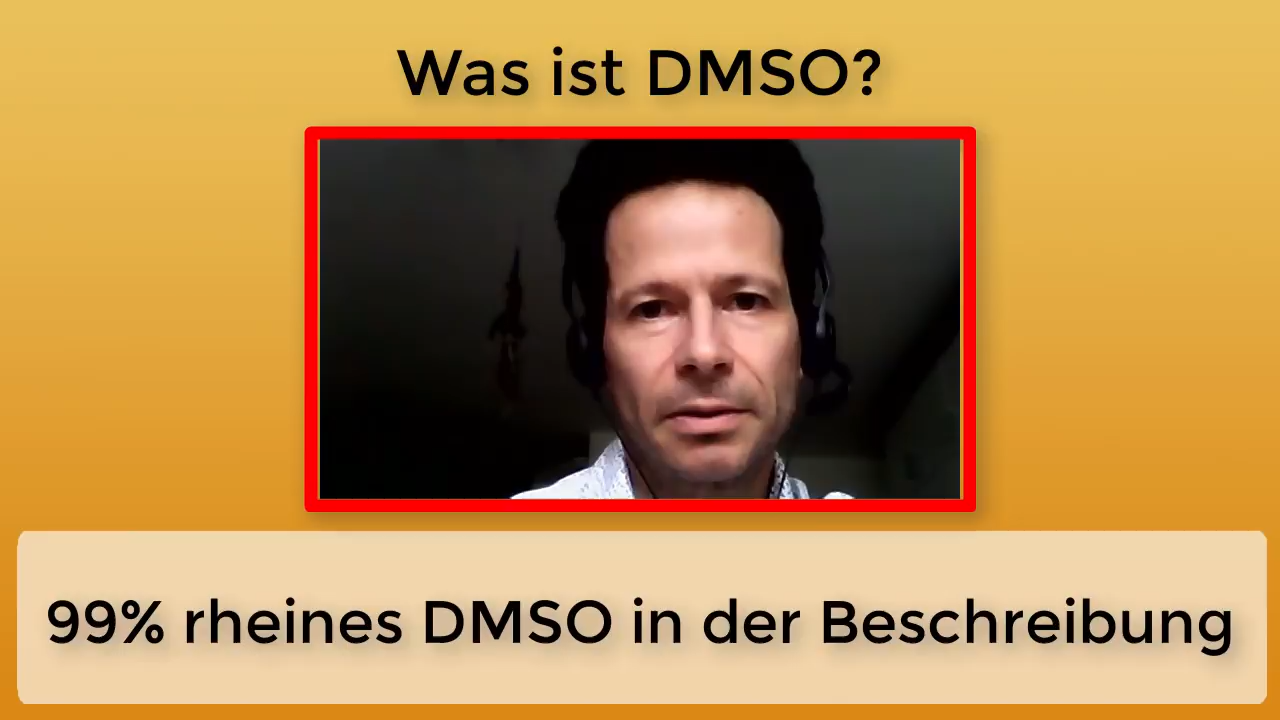 Was ist DMSO?
99% rheines DMSO in der Beschreibung